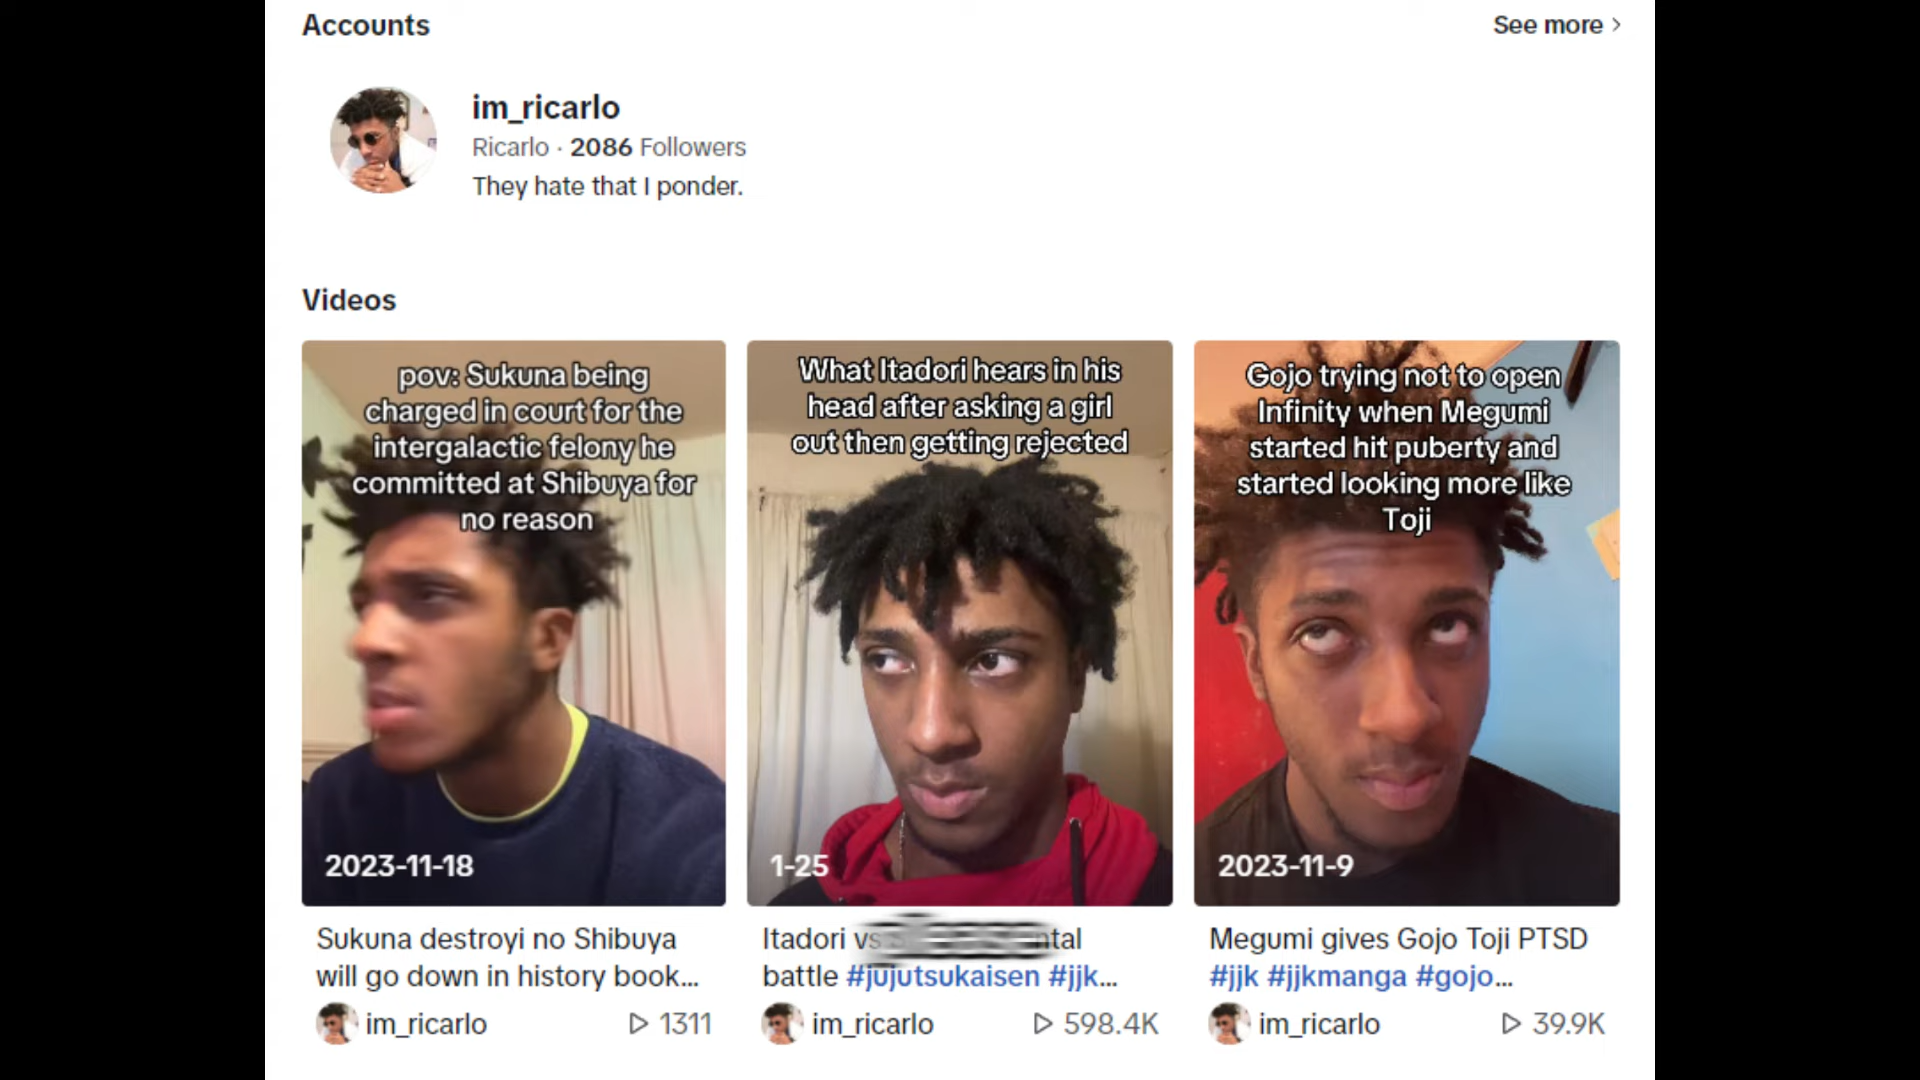 Accounts
See more >
im_ricarlo
Ricarlo · 2086 Followers
They hate that I ponder.
Videos
pov: Sukuna being
charged in court for the
intergalactic felony he
committed at Shibuya for
no reason
2023-11-18
Sukuna destroyi no Shibuya
will go down in history book...
im_ricarlo
1311
What Itadori hears in his
head after asking a girl
out then getting rejected
1-25
Itadori vs
battle #jujutsukaisen #jjk...
im_ricarlo
598.4K
Gojo trying not to open
Infinity when Megumi
started hit puberty and
started looking more like
Toji
2023-11-9
Megumi gives Gojo Toji PTSD
#jjk #jjkmanga #gojo...
im_ricarlo
39.9K